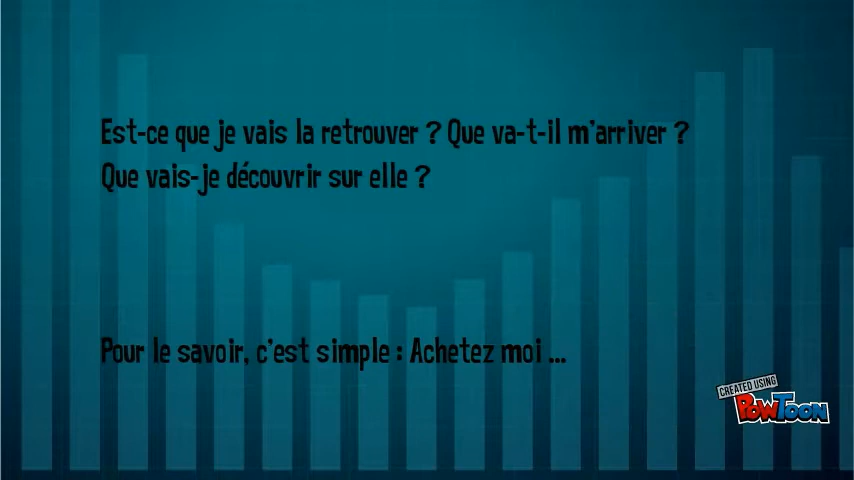 Est-ce que je vais la retrouver ? Que va-t-il m'arriver ?
Que vais-je découvrir sur elle ?
Pour le savoir, c'est simple : Achetez moi ...
CREATED USING
POWTOON